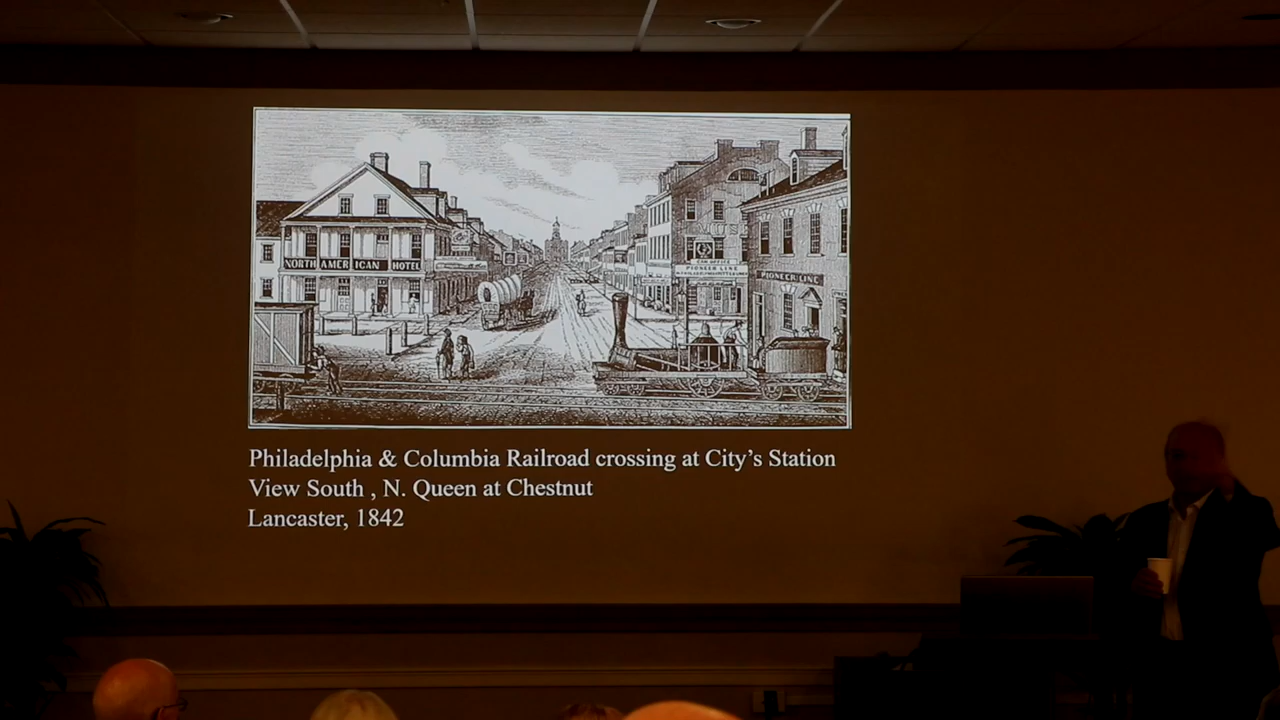 NORTH AMERICAN HOTEL
PIONEER LINE
PIONEER LINE
Philadelphia & Columbia Railroad crossing at City's Station
View South , N. Queen at Chestnut
Lancaster, 1842